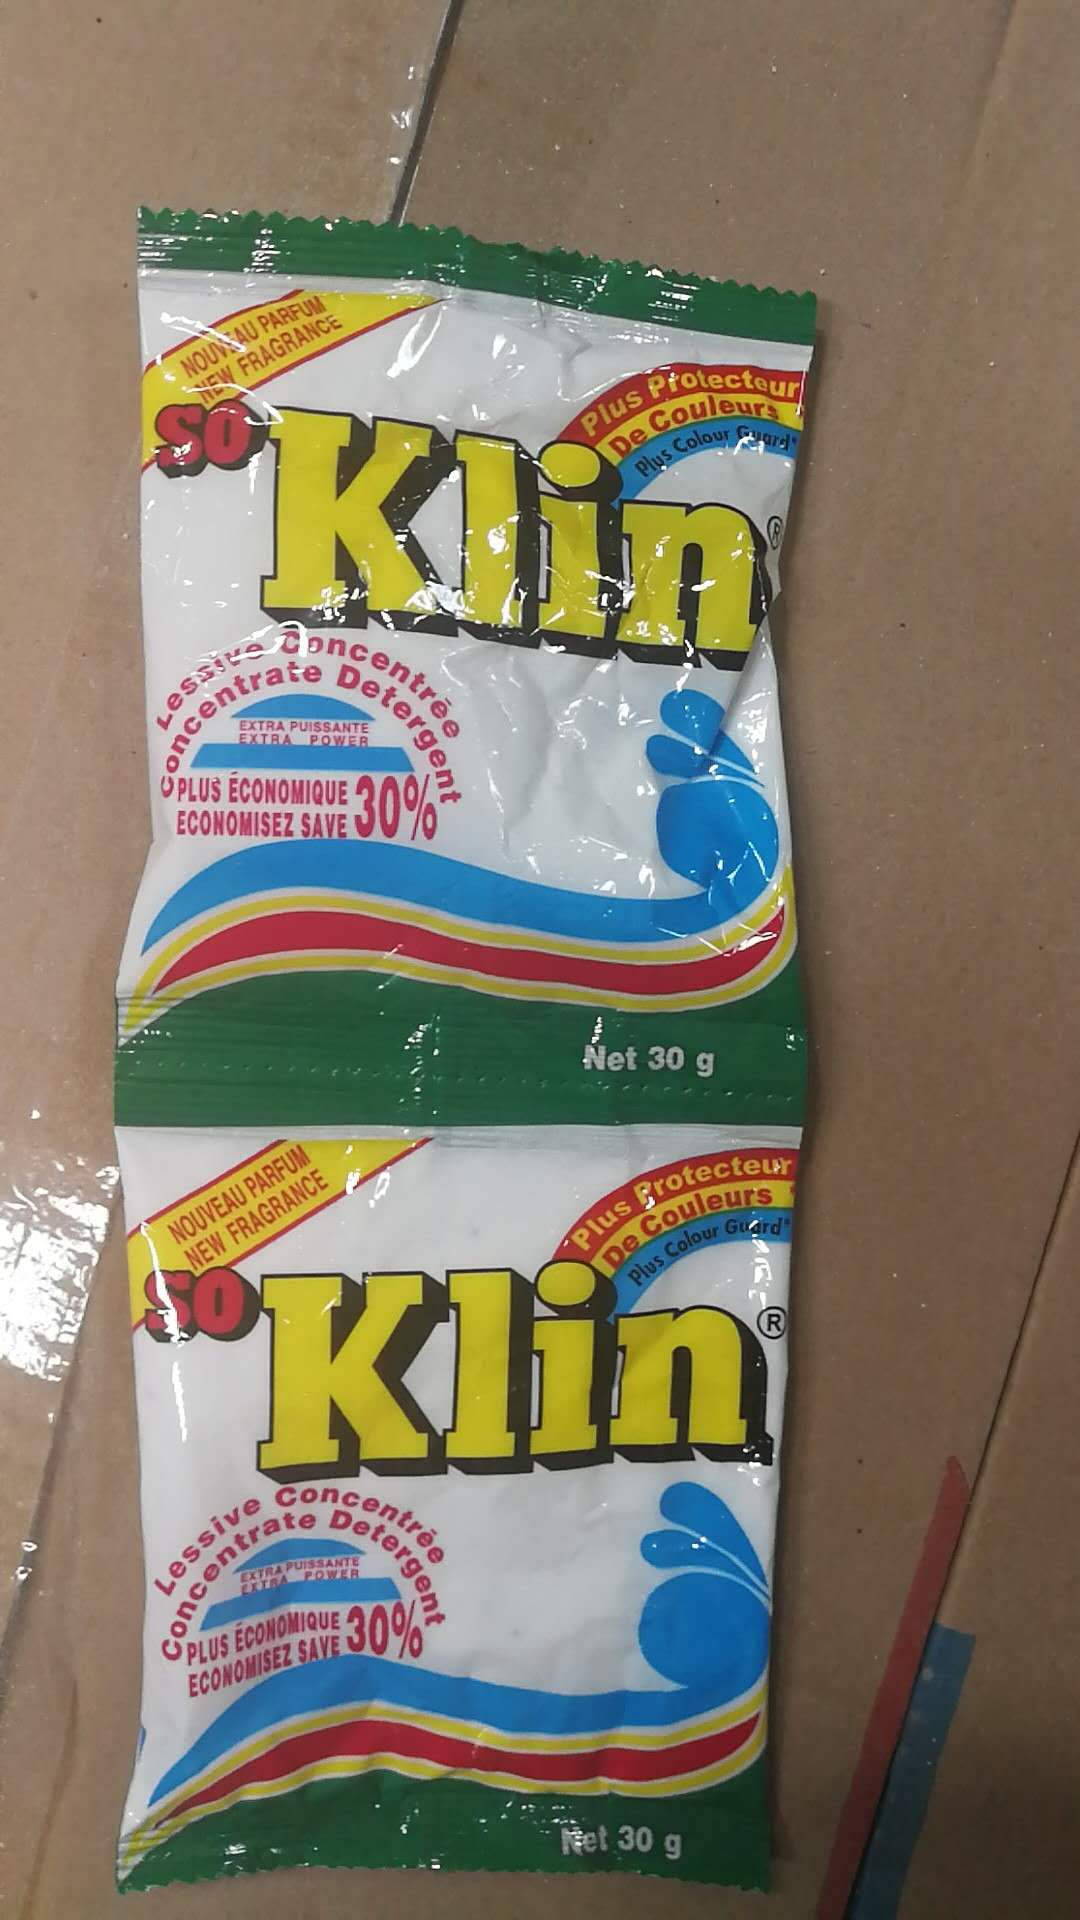 NOUVEAU PARFUM
NEW FRAGRANCE
Plus Protecteur
De Couleurs
Plus Colour Guard*
SO
Klin®
Lessive Concentrée
Concentrate Detergent
EXTRA PUISSANTE
EXTRA POWER
PLUS ÉCONOMIQUE
ECONOMISEZ SAVE 30%
Net 30 g
NOUVEAU PARFUM
NEW FRAGRANCE
Plus Protecteur
De Couleurs
Plus Colour Guard*
SO
Klin®
Lessive Concentrée
Concentrate Detergent
EXTRA PUISSANTE
EXTRA POWER
PLUS ÉCONOMIQUE
ECONOMISEZ SAVE 30%
Net 30 g